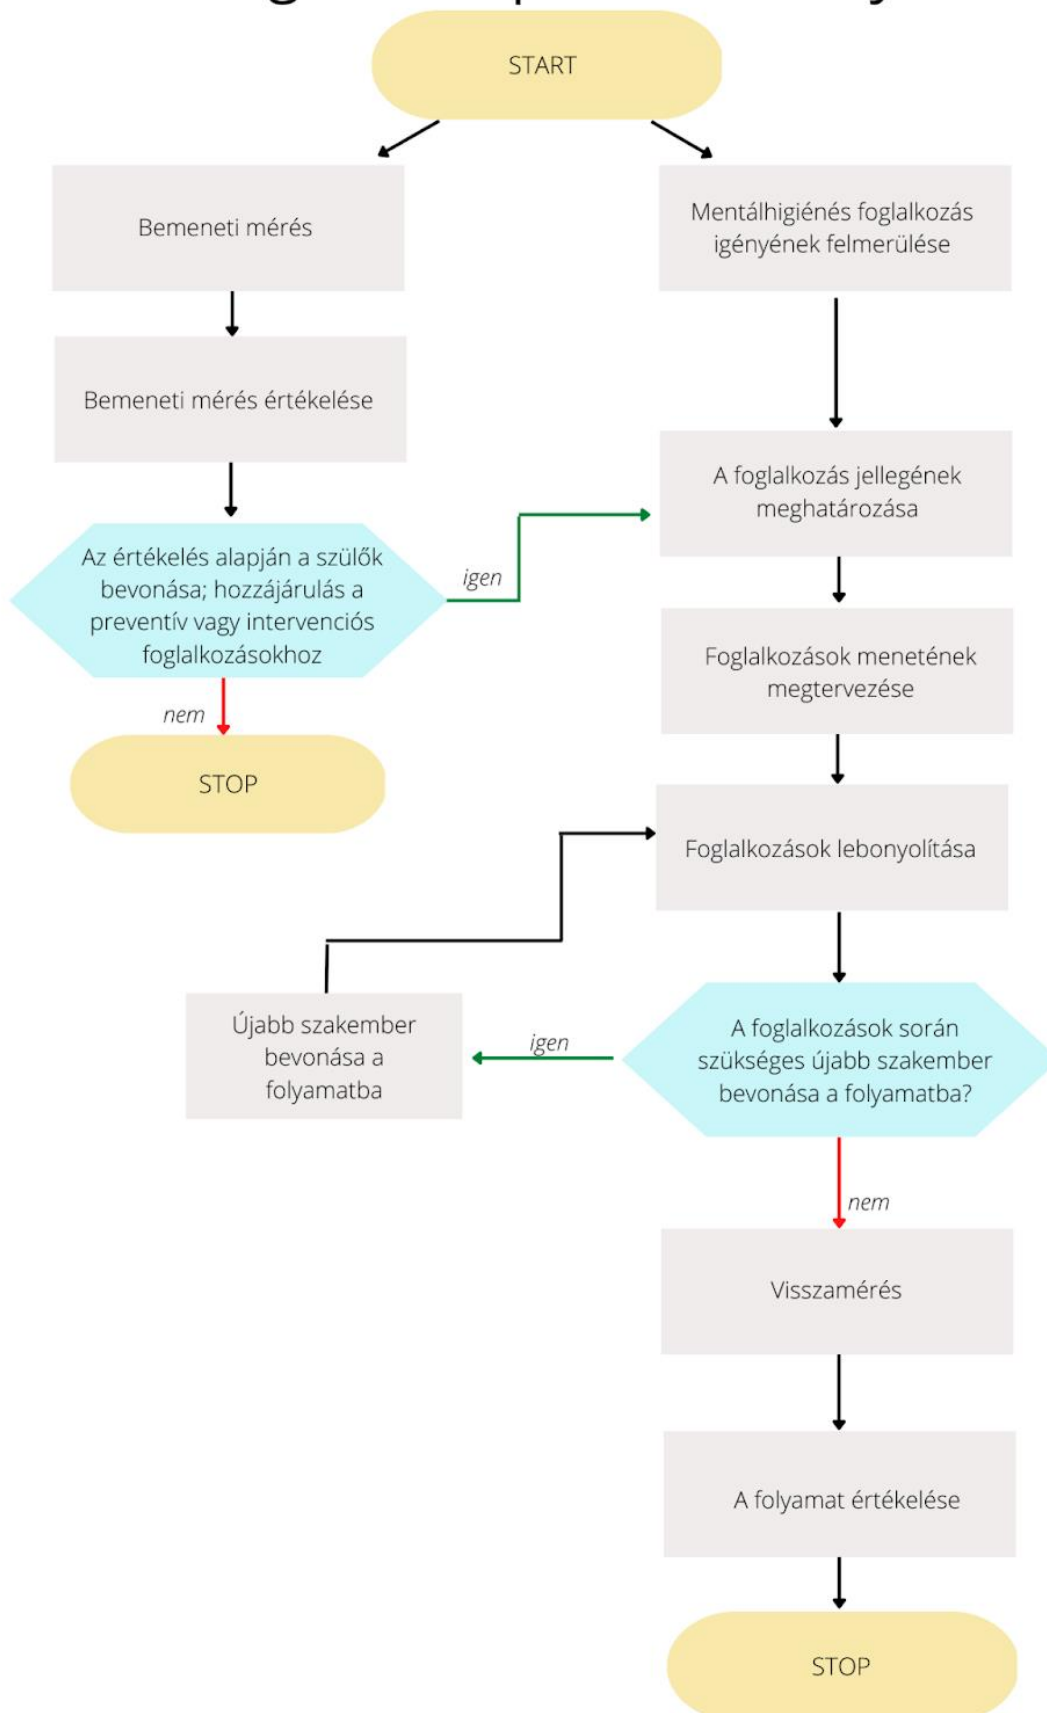 START
Bemeneti mérés
Mentálhigiénés foglalkozás
igényének felmerülése
Bemeneti mérés értékelése
A foglalkozás jellegének
meghatározása
Az értékelés alapján a szülők
bevonása; hozzájárulás a
preventív vagy intervenciós
foglalkozásokhoz
igen
Foglalkozások menetének
megtervezése
nem
STOP
Foglalkozások lebonyolítása
Újabb szakember
bevonása a
folyamatba
igen
A foglalkozások során
szükséges újabb szakember
bevonása a folyamatba?
nem
Visszamérés
A folyamat értékelése
STOP